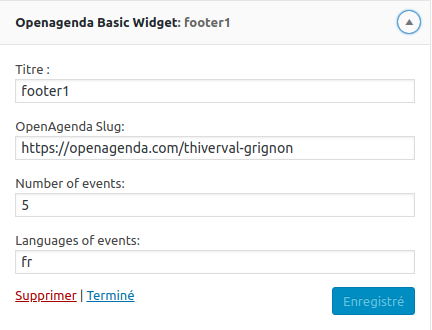 Openagenda Basic Widget: footer1
Titre :
footer1
OpenAgenda Slug:
https://openagenda.com/thiverval-grignon
Number of events:
5
Languages of events:
fr
Supprimer | Terminé
Enregistré